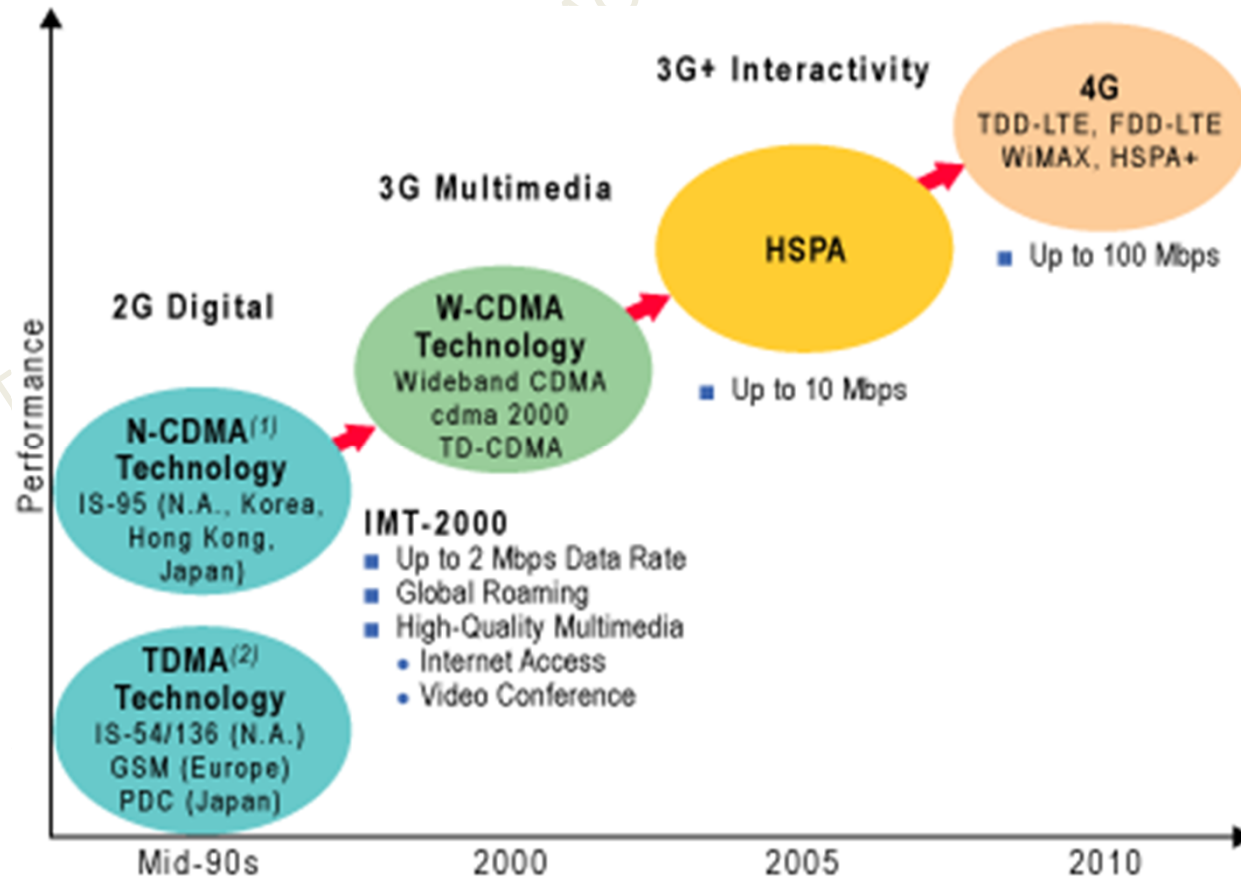 3G+ Interactivity
4G
TDD-LTE, FDD-LTE
WiMAX, HSPA+
Up to 100 Mbps
3G Multimedia
HSPA
Up to 10 Mbps
2G Digital
W-CDMA
Technology
Wideband CDMA
cdma 2000
TD-CDMA
N-CDMA(1)
Technology
IS-95 (N.A., Korea,
Hong Kong,
Japan)
IMT-2000
Up to 2 Mbps Data Rate
Global Roaming
High-Quality Multimedia
Internet Access
Video Conference
TDMA(2)
Technology
IS-54/136 (N.A.)
GSM (Europe)
PDC (Japan)
Performance
Mid-90s
2000
2005
2010